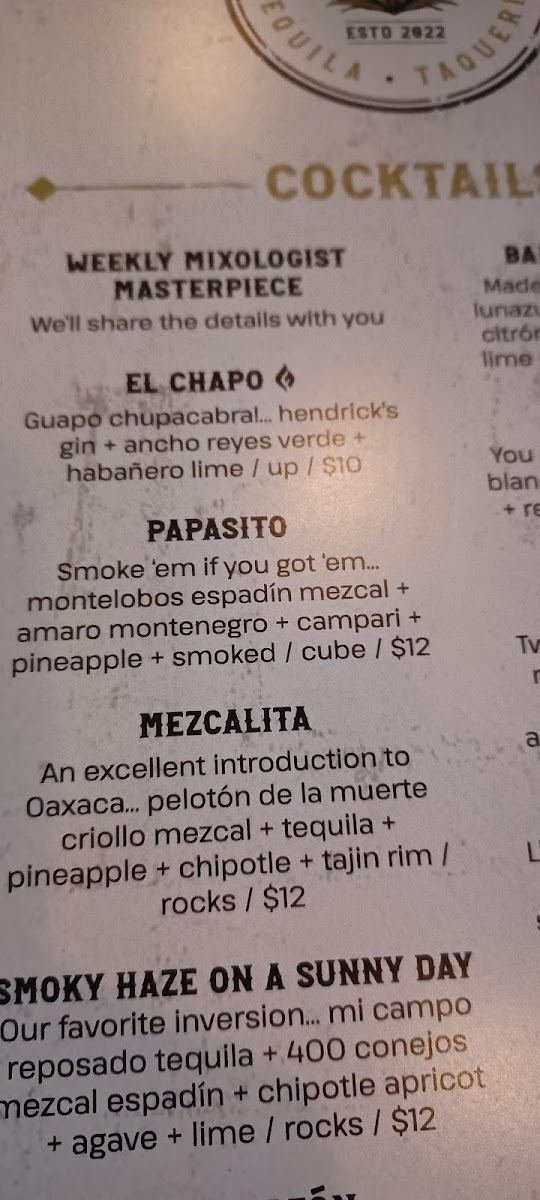 ESTD 2022
TEQUILA • TAQUERI
COCKTAILS
WEEKLY MIXOLOGIST
MASTERPIECE
We'll share the details with you
EL CHAPO
Guapo chupacabra!... hendrick's
gin + ancho reyes verde +
habañero lime / up / $10
PAPASITO
Smoke 'em if you got 'em...
montelobos espadín mezcal +
amaro montenegro + campari +
pineapple + smoked / cube / $12
MEZCALITA
An excellent introduction to
Oaxaca... pelotón de la muerte
criollo mezcal + tequila +
pineapple + chipotle + tajin rim /
rocks / $12
SMOKY HAZE ON A SUNNY DAY
Our favorite inversion... mi campo
reposado tequila + 400 conejos
mezcal espadín + chipotle apricot
+ agave + lime / rocks / $12
BA
Made
lunazu
citrón
lime
You
blan
+ re
Tw
a
L